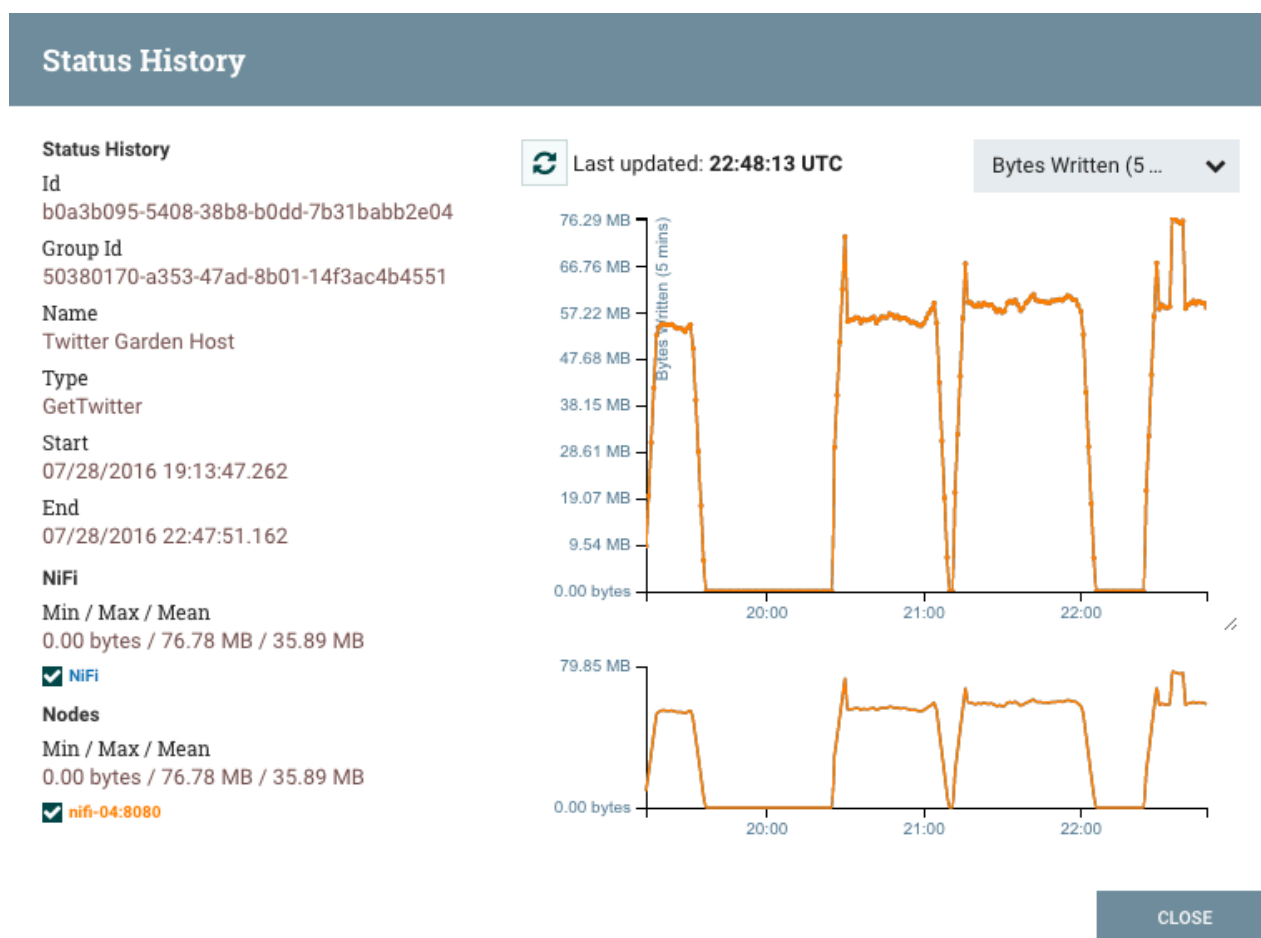 Status History
Status History
Id
b0a3b095-5408-38b8-b0dd-7b31babb2e04
Group Id
50380170-a353-47ad-8b01-14f3ac4b4551
Name
Twitter Garden Host
Type
GetTwitter
Start
07/28/2016 19:13:47.262
End
07/28/2016 22:47:51.162
NiFi
Min / Max / Mean
0.00 bytes / 76.78 MB / 35.89 MB
NiFi
Nodes
Min / Max / Mean
0.00 bytes / 76.78 MB / 35.89 MB
nifi-04:8080
Last updated: 22:48:13 UTC
Bytes Written (5 ...
76.29 MB
66.76 MB
57.22 MB
47.68 MB
38.15 MB
28.61 MB
19.07 MB
9.54 MB
0.00 bytes
Bytes Written (5 mins)
20:00 21:00 22:00
79.85 MB
0.00 bytes
20:00 21:00 22:00
CLOSE